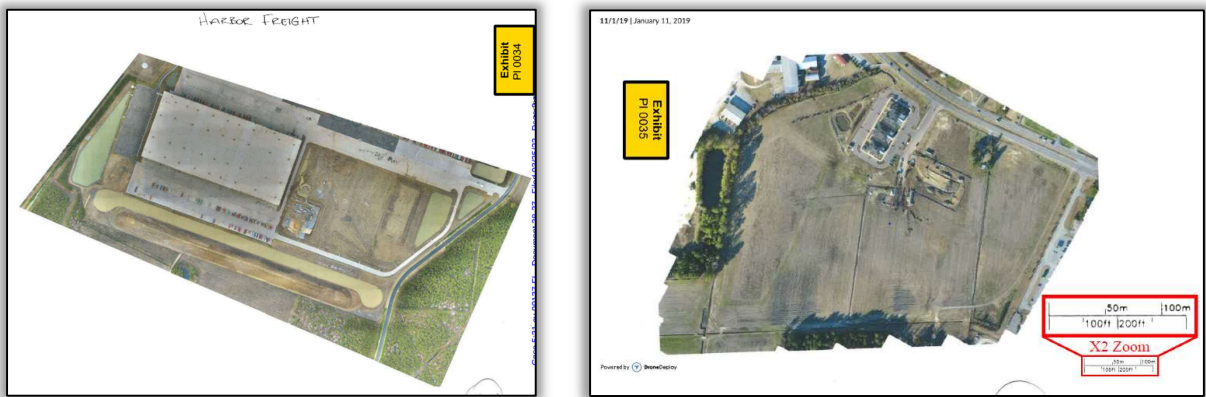 HARBOR FREIGHT
Exhibit
PI 0034
11/1/19 | January 11, 2019
Exhibit
PI 0035
50m 100m
100ft 200ft
X2 Zoom
50m 100m
100ft 200ft
Powered by DroneDeploy